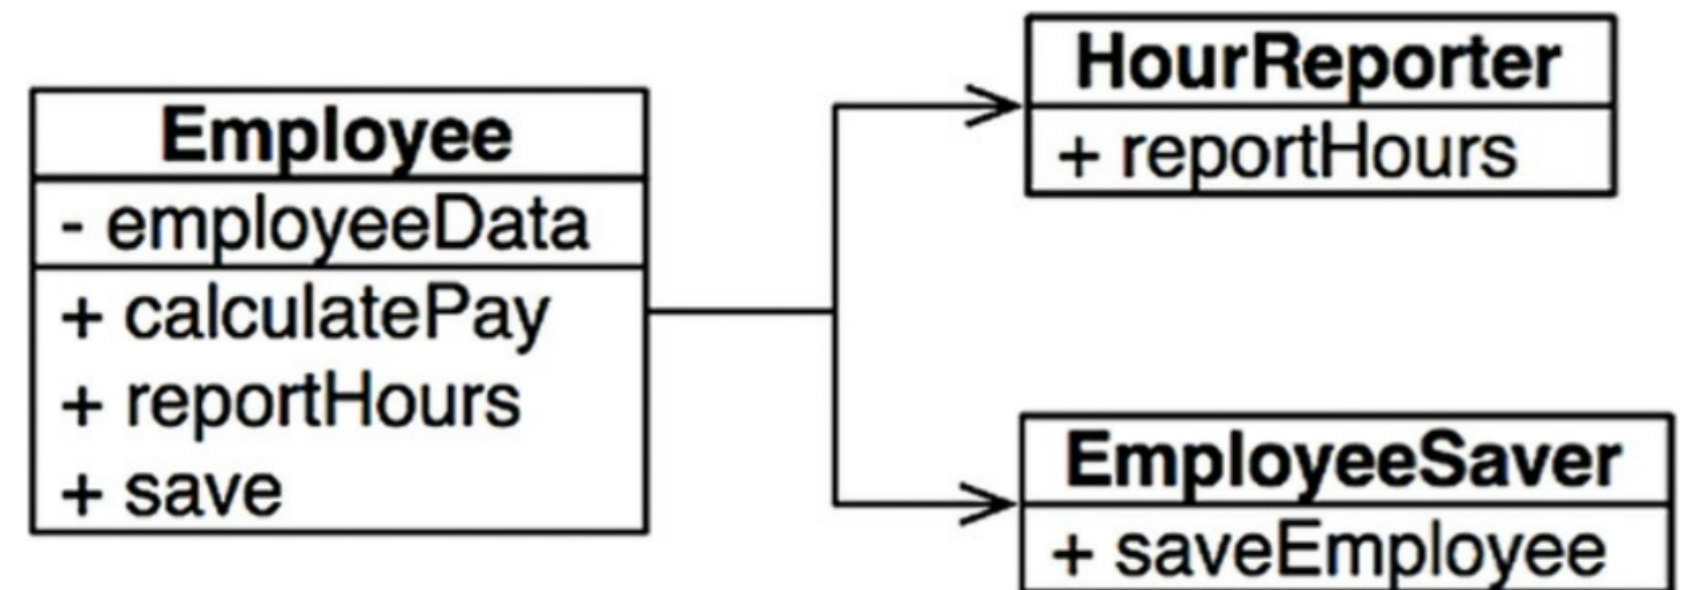 Employee
- employeeData
+ calculatePay
+ reportHours
+ save
HourReporter
+ reportHours
EmployeeSaver
+ saveEmployee